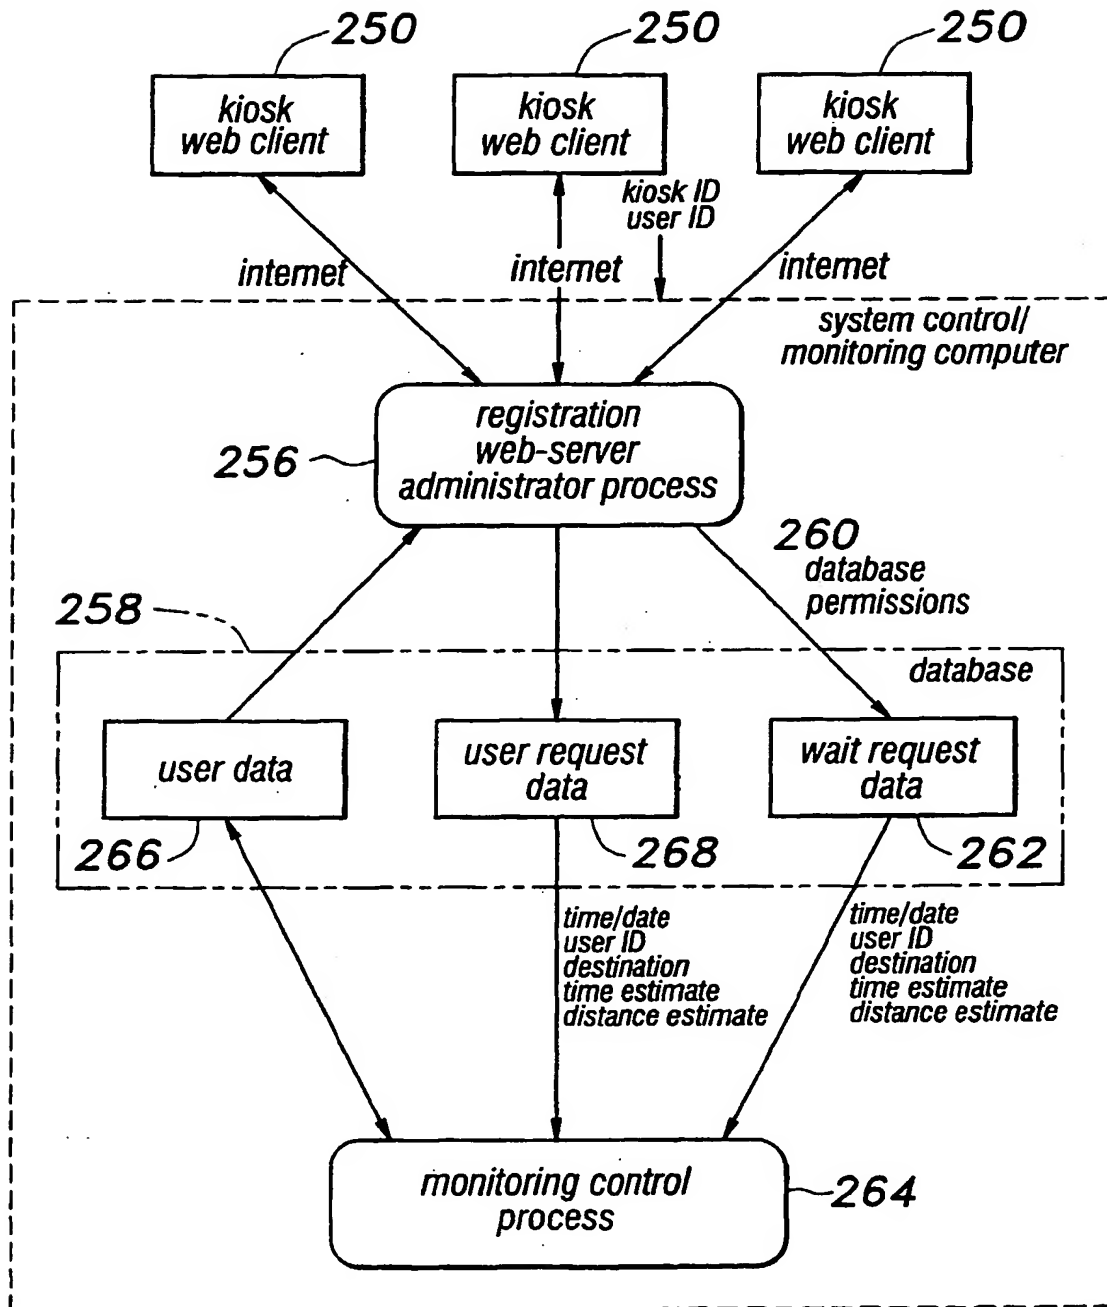 250 250 250
kiosk
web client
kiosk
web client
kiosk
web client
kiosk ID
user ID
internet internet internet
system control/
monitoring computer
registration
web-server
administrator process
256
260
database
permissions
258
database
user data
user request
data
wait request
data
266 268 262
time/date
user ID
destination
time estimate
distance estimate
time/date
user ID
destination
time estimate
distance estimate
monitoring control
process
264